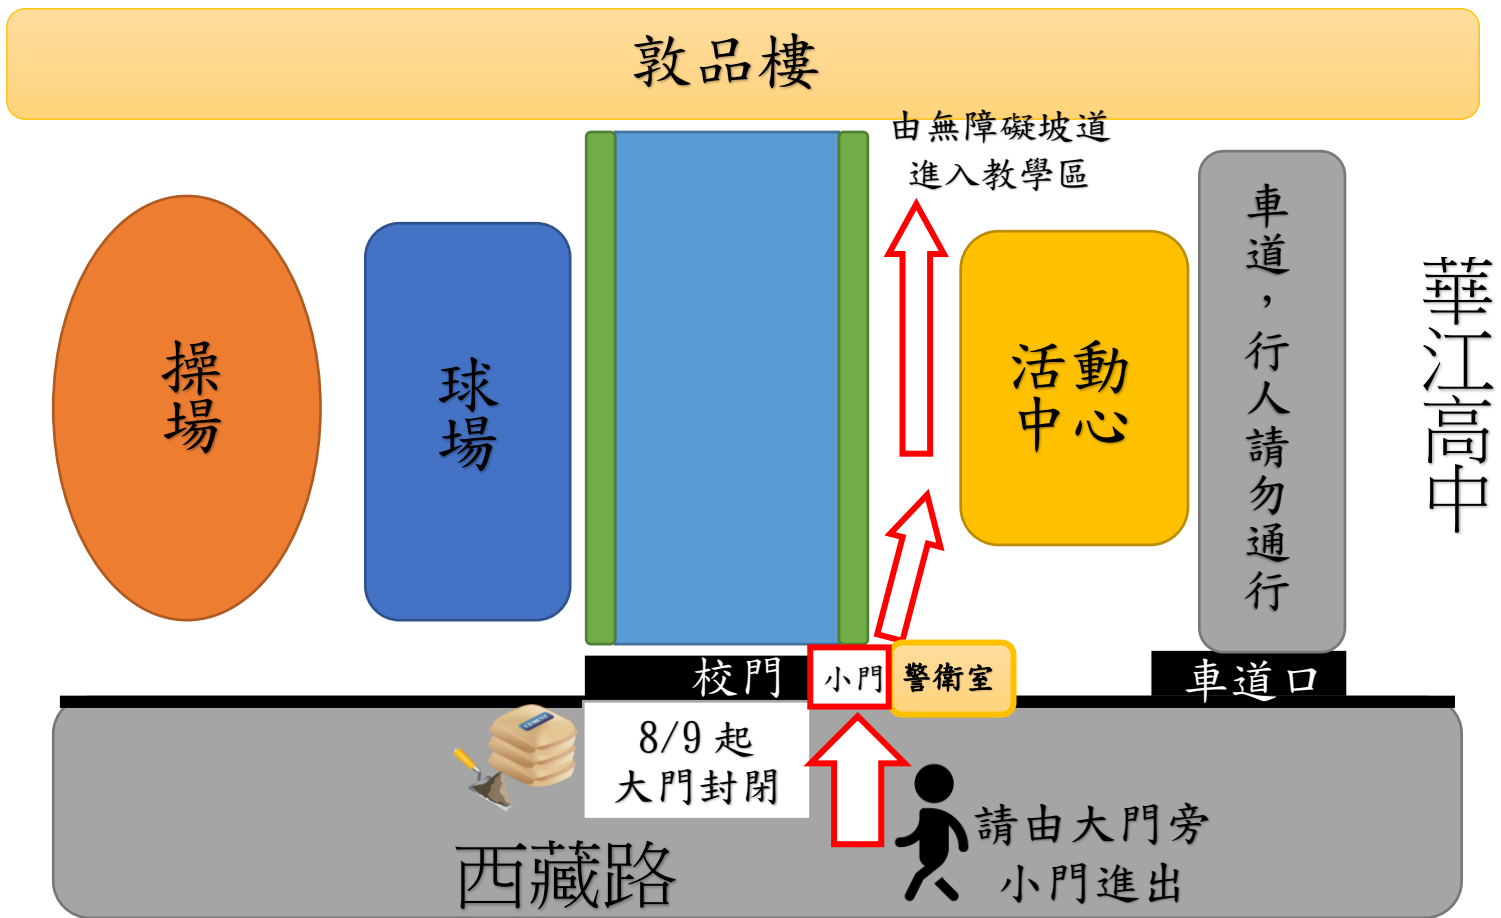 敦品樓
由無障礙坡道
進入教學區
操場
球場
活動
中心
車道，行人請勿通行
華江高中
校門
小門
警衛室
車道口
8/9 起
大門封閉
CEMENT
西藏路
請由大門旁
小門進出